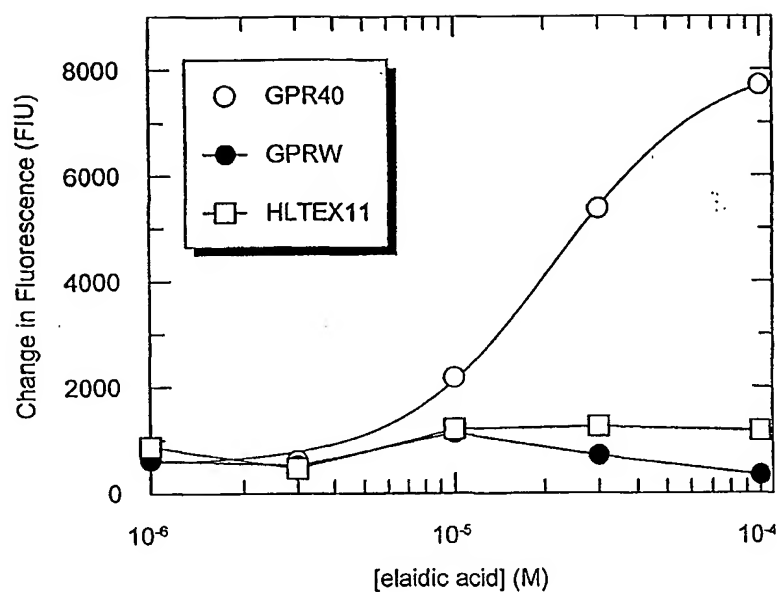 Change in Fluorescence (FIU)
8000
6000
4000
2000
0
GPR40
GPRW
HLTEX11
10-6
10-5
10-4
[elaidic acid] (M)